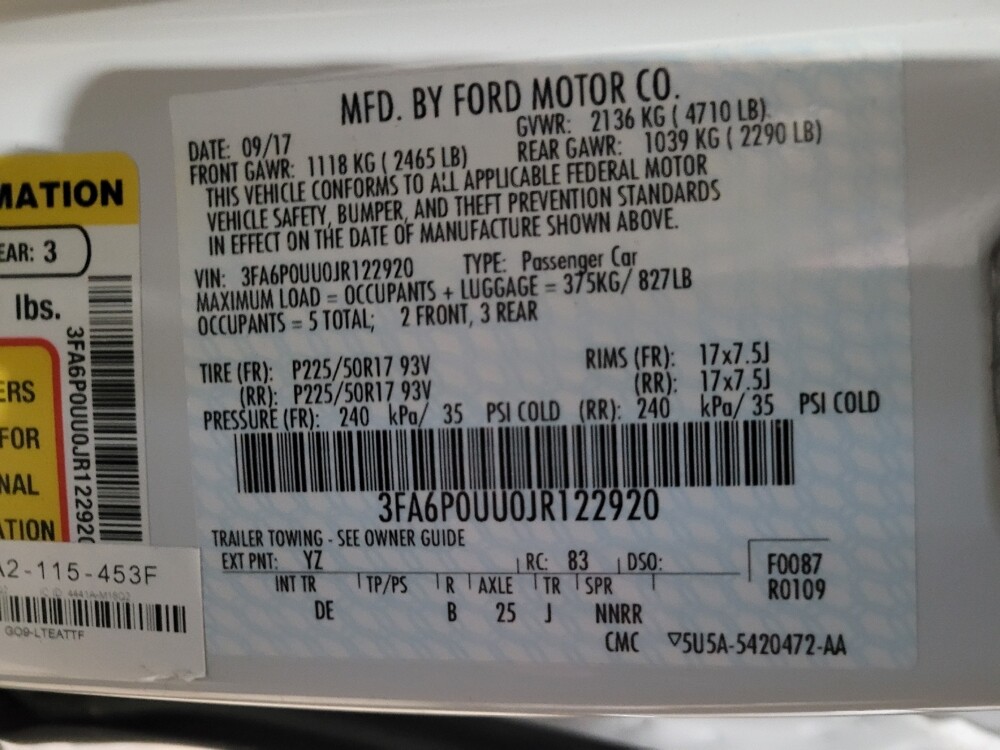 MFD. BY FORD MOTOR CO.
DATE: 09/17 GVWR: 2136 KG ( 4710 LB)
FRONT GAWR: 1118 KG ( 2465 LB) REAR GAWR: 1039 KG ( 2290 LB)
THIS VEHICLE CONFORMS TO ALL APPLICABLE FEDERAL MOTOR
VEHICLE SAFETY, BUMPER, AND THEFT PREVENTION STANDARDS
IN EFFECT ON THE DATE OF MANUFACTURE SHOWN ABOVE.
VIN: 3FA6P0UU0JR122920 TYPE: Passenger Car
MAXIMUM LOAD = OCCUPANTS + LUGGAGE = 375KG/ 827LB
OCCUPANTS = 5 TOTAL; 2 FRONT, 3 REAR
TIRE (FR): P225/50R17 93V RIMS (FR): 17x7.5J
(RR): P225/50R17 93V (RR): 17x7.5J
PRESSURE (FR): 240 kPa/ 35 PSI COLD (RR): 240 kPa/ 35 PSI COLD
3FA6P0UU0JR122920
TRAILER TOWING - SEE OWNER GUIDE
EXT PNT: YZ RC: 83 DSO:
F0087
R0109
INT TR TP/PS R AXLE TR SPR
DE B 25 J NNRR
CMC ▽5U5A-5420472-AA
MATION
EAR: 3
lbs.
3FA6P0UU0JR122920
ERS
FOR
NAL
ATION
A2-115-453F
GO9-LTEATTF